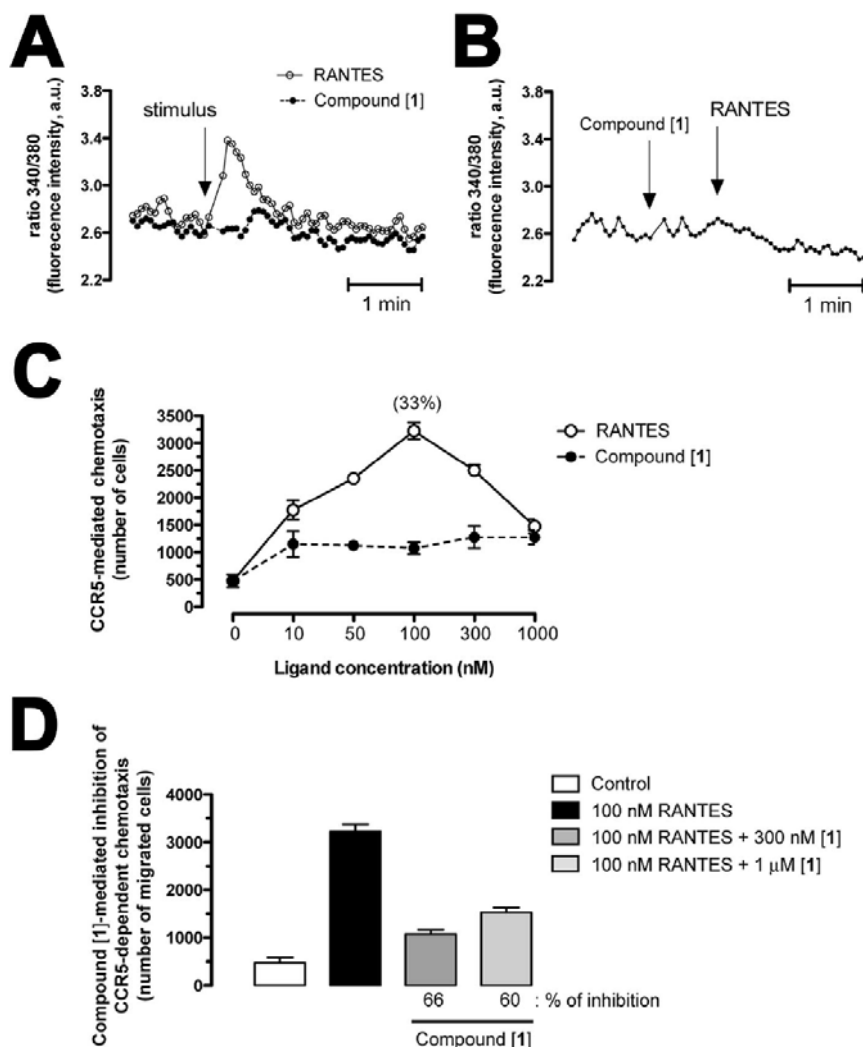 A
ratio 340/380
(fluorecence intensity, a.u.)
3.8
3.4
3.0
2.6
2.2
stimulus
RANTES
Compound [1]
1 min
B
ratio 340/380
(fluorecence intensity, a.u.)
3.8
3.4
3.0
2.6
2.2
Compound [1]
RANTES
1 min
C
CCR5-mediated chemotaxis
(number of cells)
3500
3000
2500
2000
1500
1000
500
0
(33%)
RANTES
Compound [1]
0 10 50 100 300 1000
Ligand concentration (nM)
D
Compound [1]-mediated inhibition of
CCR5-dependent chemotaxis
(number of migrated cells)
4000
3000
2000
1000
0
Control
100 nM RANTES
100 nM RANTES + 300 nM [1]
100 nM RANTES + 1 μM [1]
66 60 : % of inhibition
Compound [1]